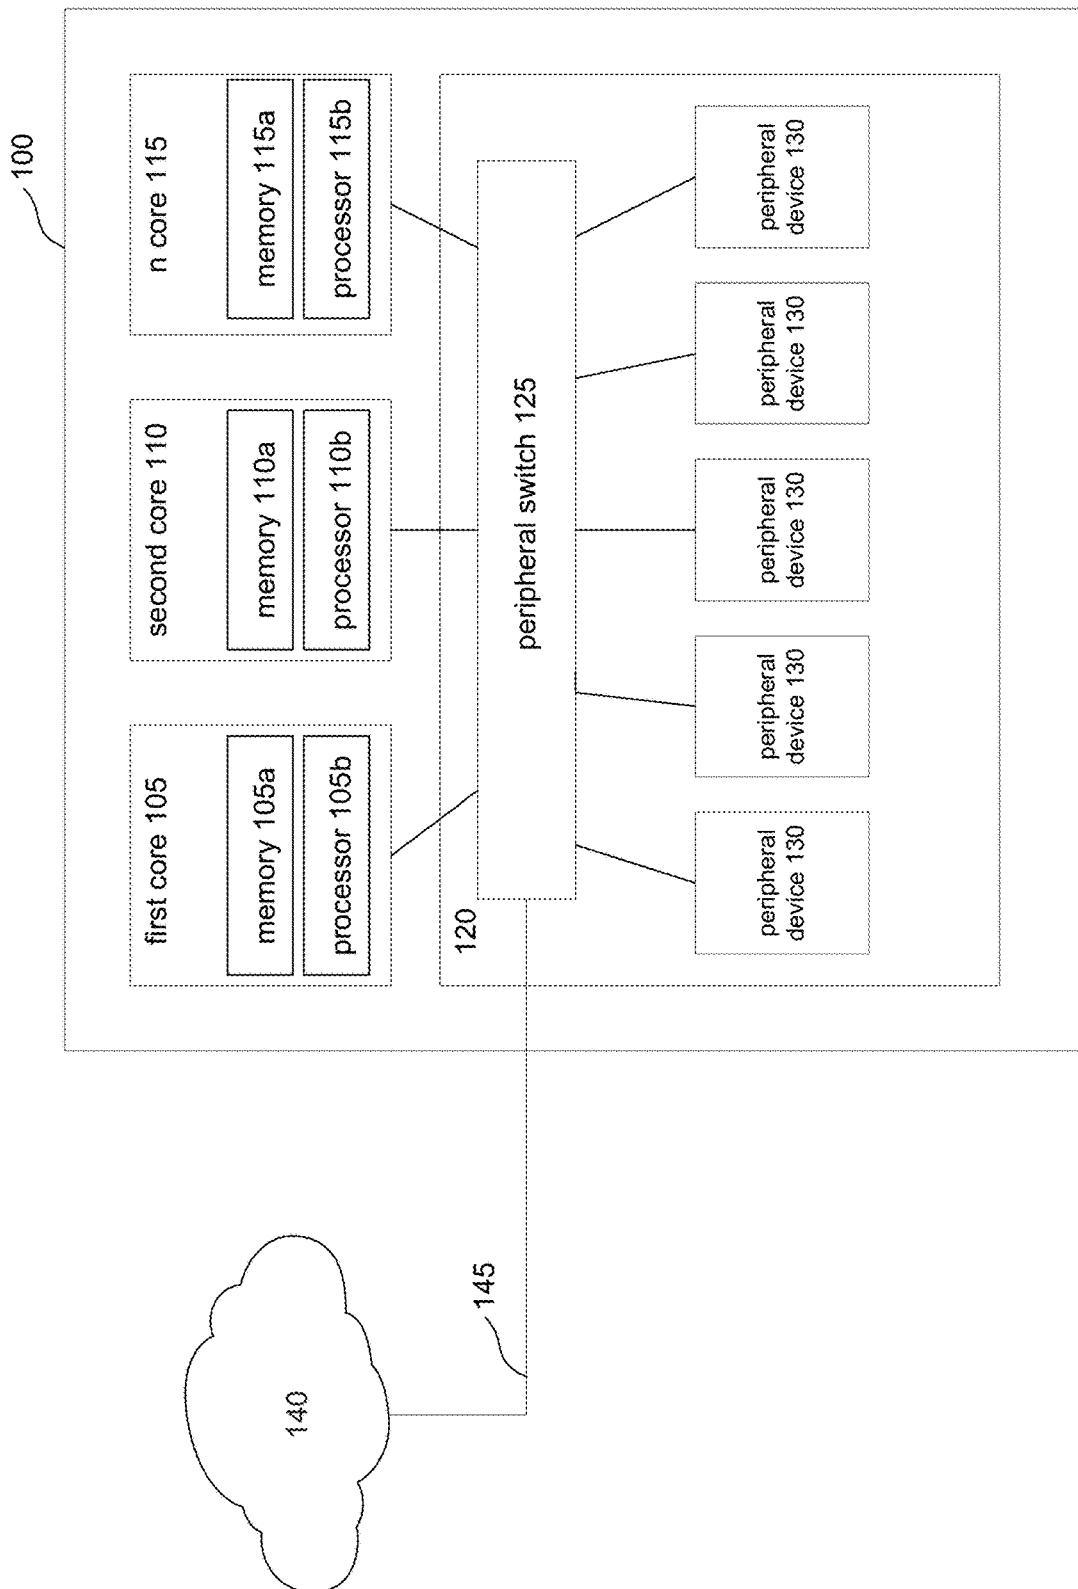 100
first core 105
memory 105a
processor 105b
second core 110
memory 110a
processor 110b
n core 115
memory 115a
processor 115b
120
peripheral switch 125
peripheral
device 130
peripheral
device 130
peripheral
device 130
peripheral
device 130
peripheral
device 130
140
145